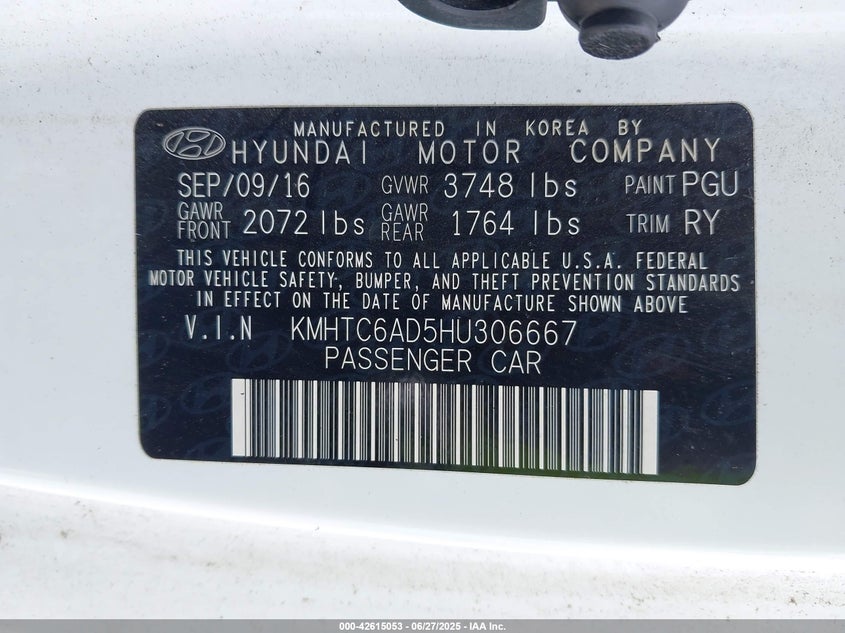 MANUFACTURED IN KOREA BY
HYUNDAI MOTOR COMPANY
SEP/09/16 GVWR 3748 lbs PAINT PGU
GAWR FRONT 2072 lbs GAWR REAR 1764 lbs TRIM RY
THIS VEHICLE CONFORMS TO ALL APPLICABLE U.S.A. FEDERAL
MOTOR VEHICLE SAFETY, BUMPER, AND THEFT PREVENTION STANDARDS
IN EFFECT ON THE DATE OF MANUFACTURE SHOWN ABOVE
V.I.N KMHTC6AD5HU306667
PASSENGER CAR
000-42615053 - 06/27/2025 - IAA Inc.